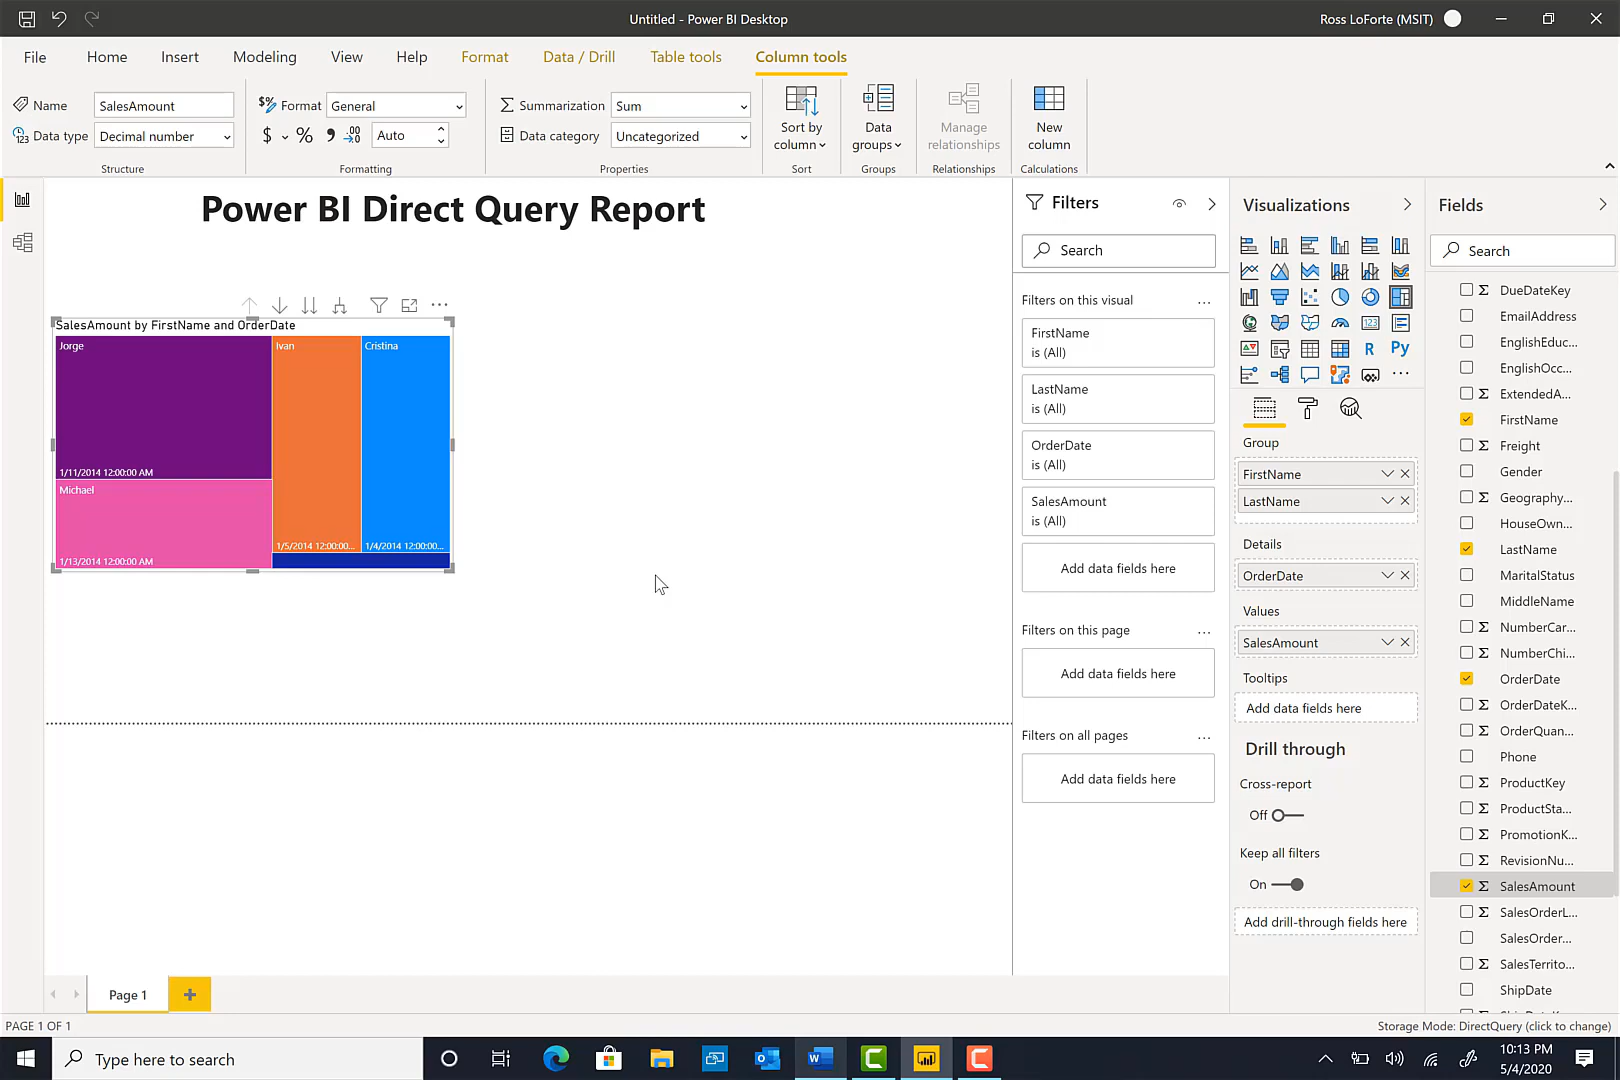 Untitled - Power BI Desktop
Ross LoForte (MSIT)
File Home Insert Modeling View Help Format Data / Drill Table tools Column tools
Name SalesAmount
Data type Decimal number
Structure
Format General
$ % Auto
Formatting
Summarization Sum
Data category Uncategorized
Properties
Sort by
column
Sort
Data
groups
Groups
Manage
relationships
Relationships
New
column
Calculations
Power BI Direct Query Report
SalesAmount by FirstName and OrderDate
Jorge
1/11/2014 12:00:00 AM
Michael
1/13/2014 12:00:00 AM
Ivan
1/5/2014 12:00:00...
Cristina
1/4/2014 12:00:00...
Filters
Search
Filters on this visual ...
FirstName
is (All)
LastName
is (All)
OrderDate
is (All)
SalesAmount
is (All)
Add data fields here
Filters on this page ...
Add data fields here
Filters on all pages ...
Add data fields here
Visualizations
123
R Py
Group
FirstName
LastName
Details
OrderDate
Values
SalesAmount
Tooltips
Add data fields here
Drill through
Cross-report
Off
Keep all filters
On
Add drill-through fields here
Fields
Search
DueDateKey
EmailAddress
EnglishEduc...
EnglishOcc...
ExtendedA...
FirstName
Freight
Gender
Geography...
HouseOwn...
LastName
MaritalStatus
MiddleName
NumberCar...
NumberChi...
OrderDate
OrderDateK...
OrderQuan...
Phone
ProductKey
ProductSta...
PromotionK...
RevisionNu...
SalesAmount
SalesOrderL...
SalesOrder...
SalesTerrito...
ShipDate
Page 1
PAGE 1 OF 1
Storage Mode: DirectQuery (click to change)
Type here to search
10:13 PM
5/4/2020